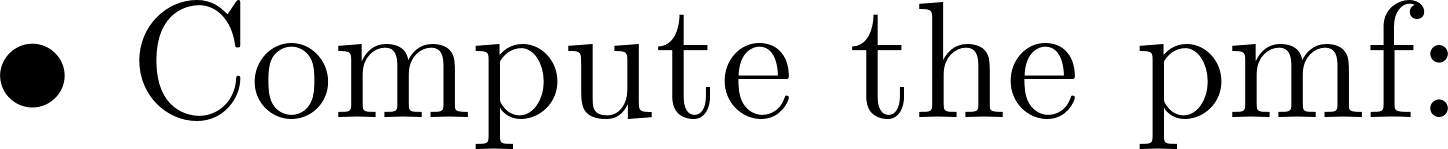 • Compute the pmf: